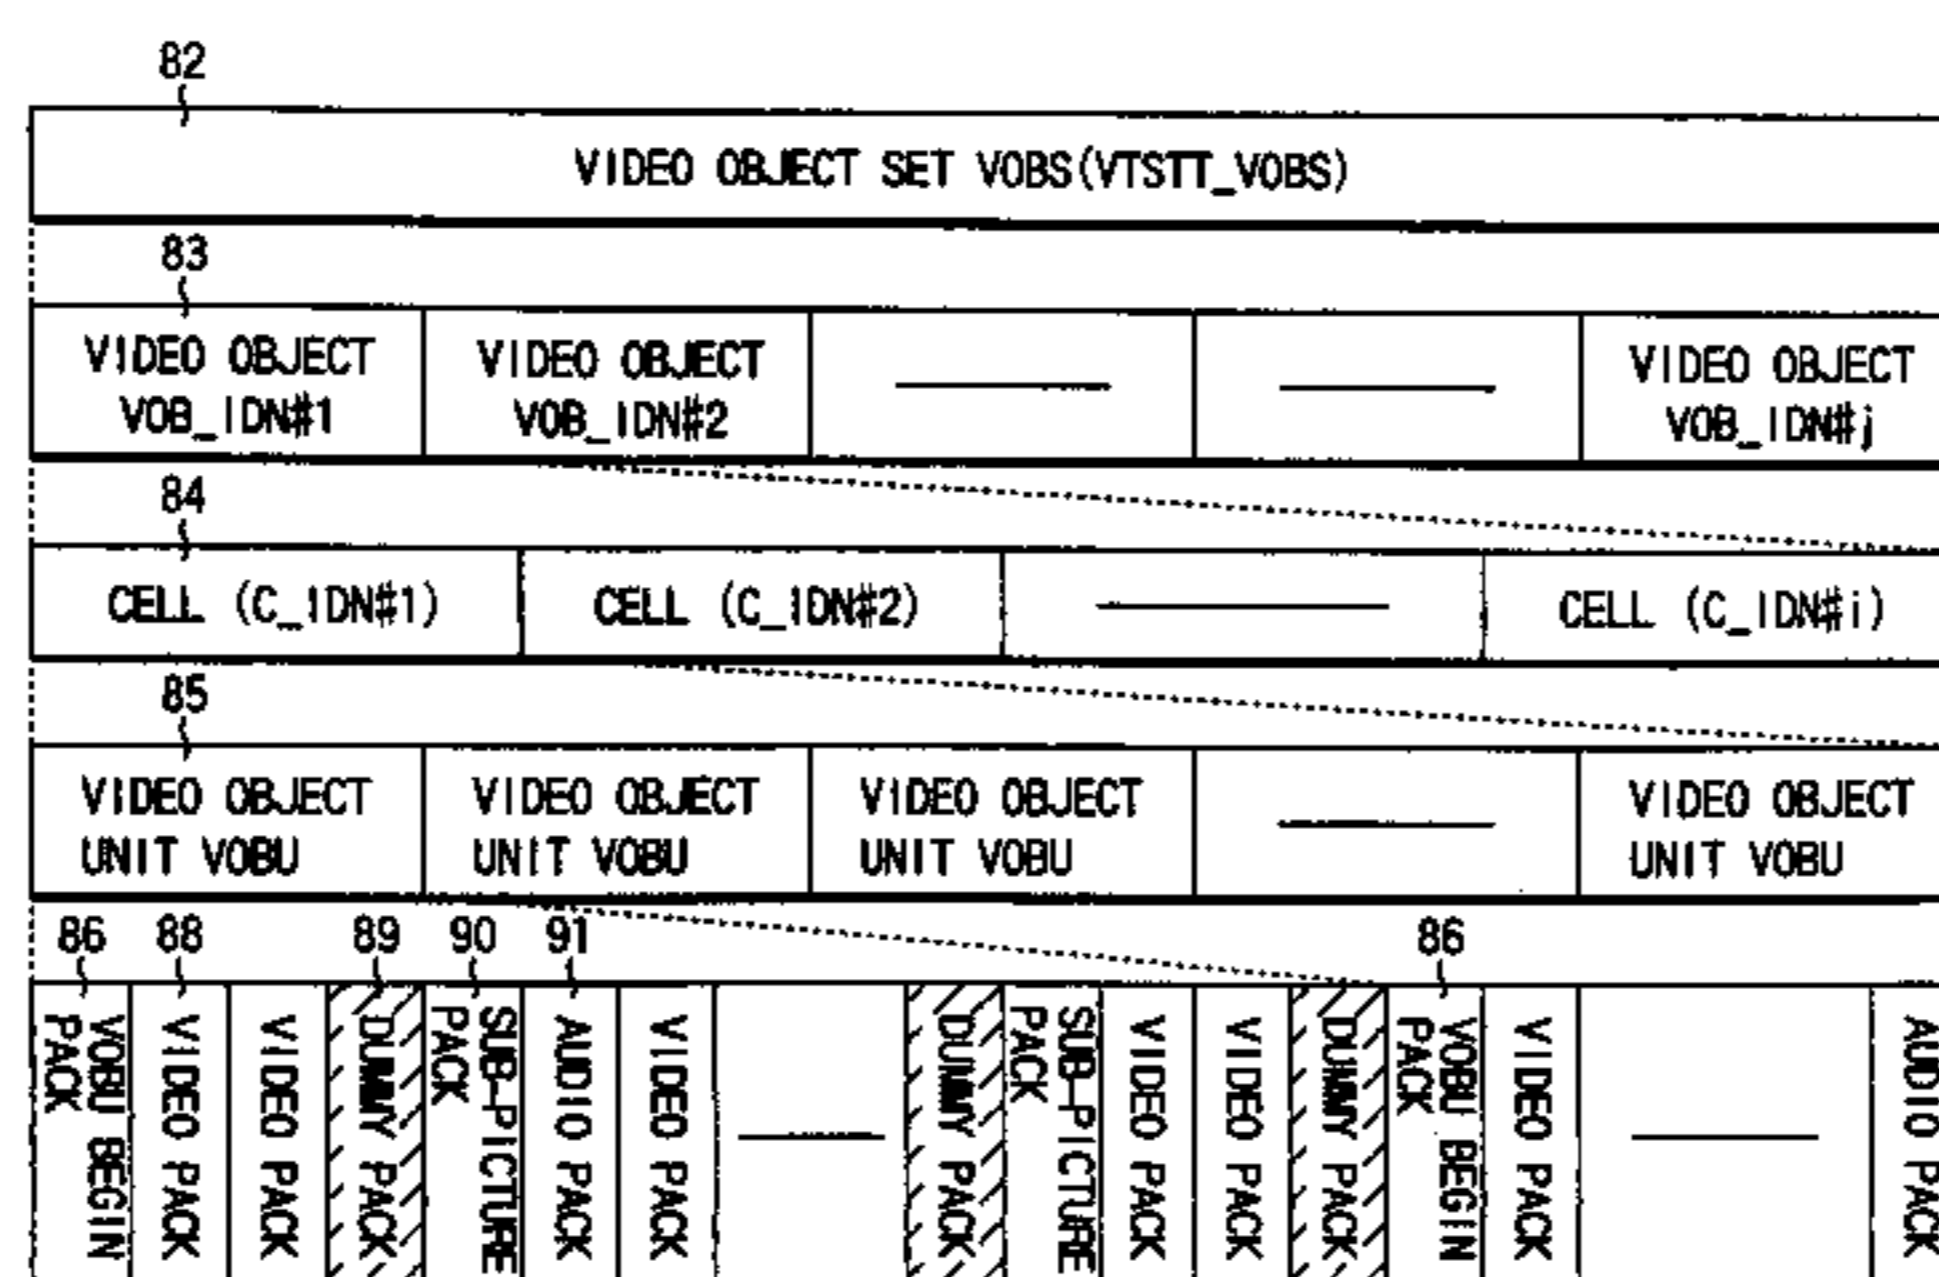 82
VIDEO OBJECT SET VOBS(VTSTT_VOBS)
83
VIDEO OBJECT
VOB_IDN#1
VIDEO OBJECT
VOB_IDN#2
VIDEO OBJECT
VOB_IDN#j
84
CELL (C_IDN#1)
CELL (C_IDN#2)
CELL (C_IDN#i)
85
VIDEO OBJECT
UNIT VOBU
VIDEO OBJECT
UNIT VOBU
VIDEO OBJECT
UNIT VOBU
VIDEO OBJECT
UNIT VOBU
86
88
89
90
91
86
VOBU BEGIN
PACK
VIDEO PACK
VIDEO PACK
DUMMY PACK
SUB-PICTURE
PACK
AUDIO PACK
VIDEO PACK
DUMMY PACK
SUB-PICTURE
PACK
VIDEO PACK
VIDEO PACK
DUMMY PACK
VOBU BEGIN
PACK
VIDEO PACK
AUDIO PACK